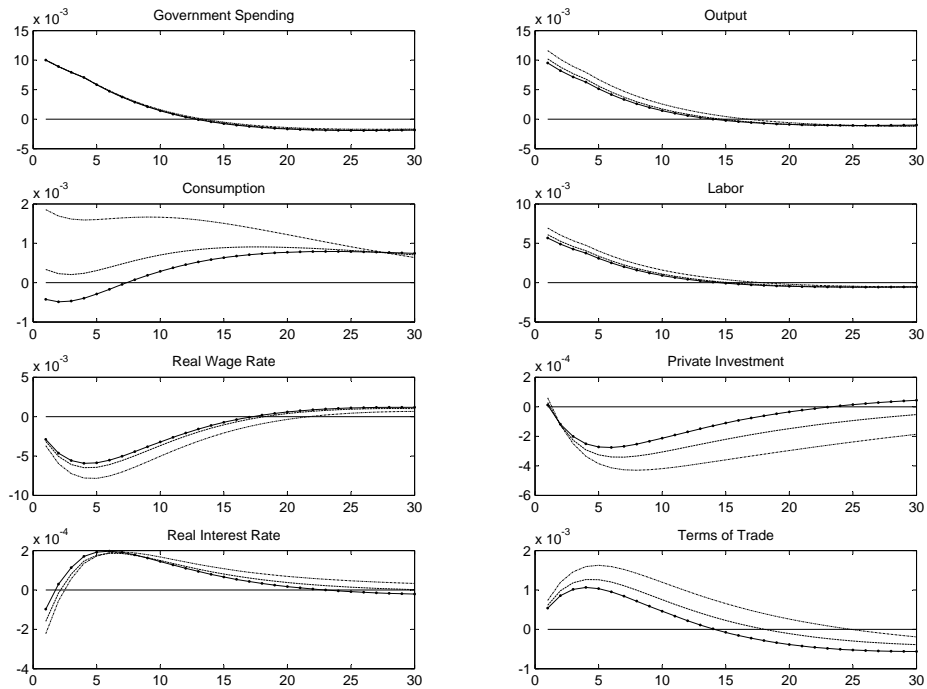 Government Spending
x 10^-3
15
10
5
0
-5
0 5 10 15 20 25 30
Output
x 10^-3
15
10
5
0
-5
0 5 10 15 20 25 30
Consumption
x 10^-3
2
1
0
-1
0 5 10 15 20 25 30
Labor
x 10^-3
10
5
0
-5
0 5 10 15 20 25 30
Real Wage Rate
x 10^-3
5
0
-5
-10
0 5 10 15 20 25 30
Private Investment
x 10^-4
2
0
-2
-4
-6
0 5 10 15 20 25 30
Real Interest Rate
x 10^-4
2
0
-2
-4
0 5 10 15 20 25 30
Terms of Trade
x 10^-3
2
1
0
-1
0 5 10 15 20 25 30